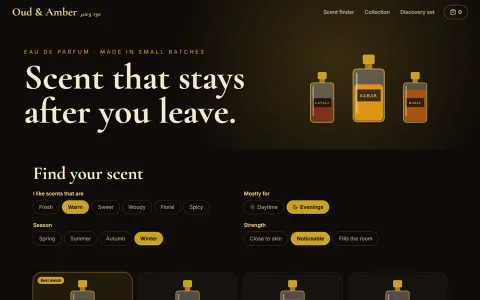 Oud & Amber
Scent finder
Collection
Discovery set
0
EAU DE PARFUM · MADE IN SMALL BATCHES
Scent that stays
after you leave.
SAHAR
Find your scent
I like scents that are
Fresh
Warm
Sweet
Woody
Floral
Spicy
Mostly for
Daytime
Evenings
Season
Spring
Summer
Autumn
Winter
Strength
Close to skin
Noticeable
Fills the room
Best match